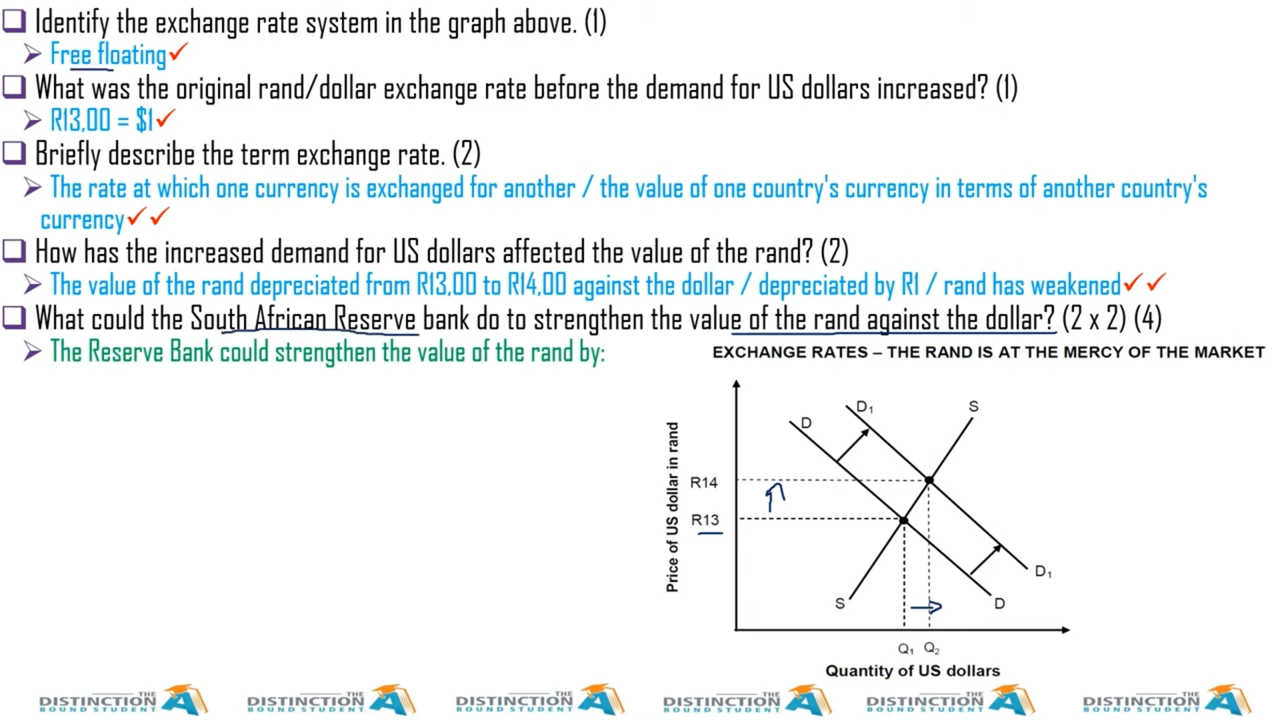 Identify the exchange rate system in the graph above. (1)
Free floating
What was the original rand/dollar exchange rate before the demand for US dollars increased? (1)
R13,00 = $1
Briefly describe the term exchange rate. (2)
The rate at which one currency is exchanged for another / the value of one country's currency in terms of another country's
currency
How has the increased demand for US dollars affected the value of the rand? (2)
The value of the rand depreciated from R13,00 to R14,00 against the dollar / depreciated by R1 / rand has weakened
What could the South African Reserve bank do to strengthen the value of the rand against the dollar? (2 x 2) (4)
The Reserve Bank could strengthen the value of the rand by:
EXCHANGE RATES – THE RAND IS AT THE MERCY OF THE MARKET
Price of US dollar in rand
D
D1
S
R14
R13
S
D
D1
Q1 Q2
Quantity of US dollars
THE
DISTINCTION
BOUND STUDENT
THE
DISTINCTION
BOUND STUDENT
THE
DISTINCTION
BOUND STUDENT
THE
DISTINCTION
BOUND STUDENT
THE
DISTINCTION
BOUND STUDENT
THE
DISTINCTION
BOUND STUDENT